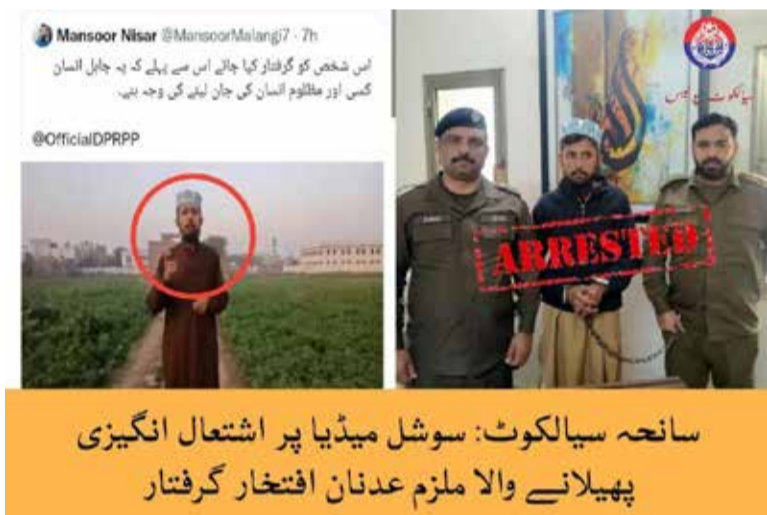 Mansoor Nisar @MansoorMalangi7 · 7h
اس شخص کو گرفتار کیا جائے اس سے پہلے کہ یہ جاہل انسان
کسی اور مظلوم انسان کی جان لینے کی وجہ بنے۔
@OfficialDPRPP
سیالکوٹ پولیس
ARRESTED
سانحہ سیالکوٹ: سوشل میڈیا پر اشتعال انگیزی
پھیلانے والا ملزم عدنان افتخار گرفتار